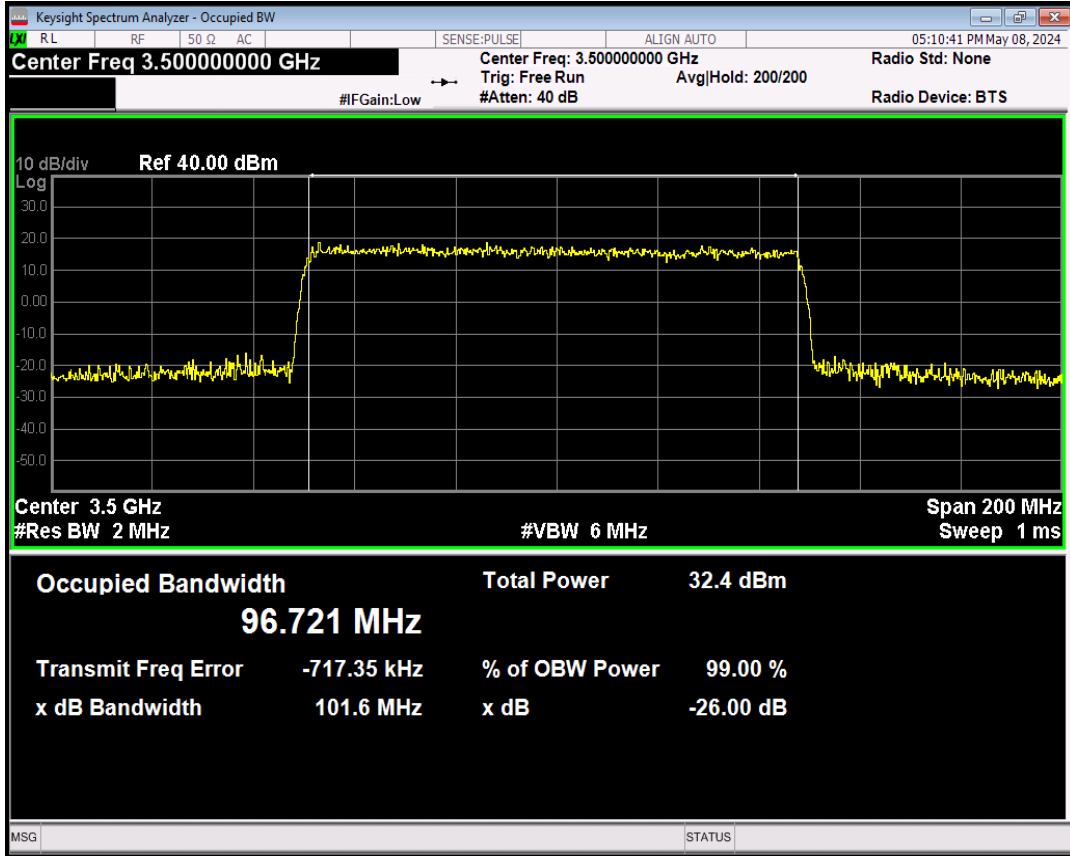 Keysight Spectrum Analyzer - Occupied BW
LXI RL RF 50 Ω AC SENSE:PULSE ALIGN AUTO 05:10:41 PM May 08, 2024
Center Freq 3.500000000 GHz Center Freq: 3.500000000 GHz Radio Std: None
Trig: Free Run Avg|Hold: 200/200
#IFGain:Low #Atten: 40 dB Radio Device: BTS
10 dB/div Ref 40.00 dBm
Log
30.0
20.0
10.0
0.00
-10.0
-20.0
-30.0
-40.0
-50.0
Center 3.5 GHz Span 200 MHz
#Res BW 2 MHz #VBW 6 MHz Sweep 1 ms
Occupied Bandwidth Total Power 32.4 dBm
96.721 MHz
Transmit Freq Error -717.35 kHz % of OBW Power 99.00 %
x dB Bandwidth 101.6 MHz x dB -26.00 dB
MSG STATUS